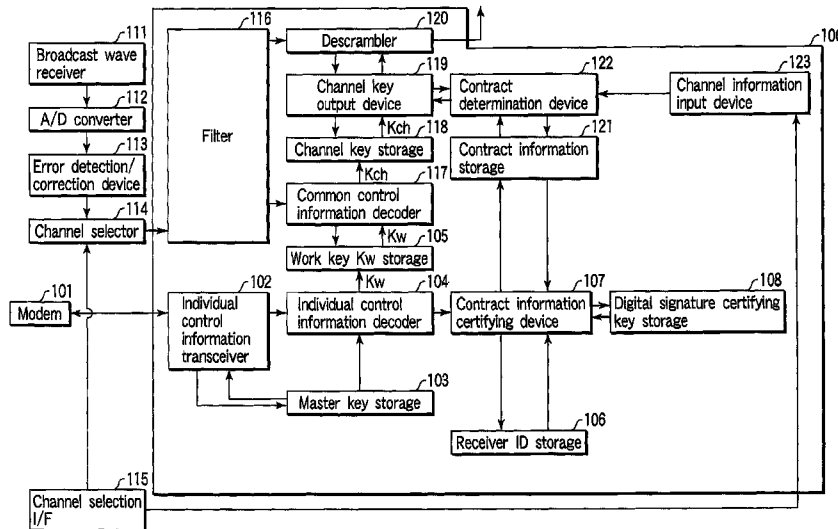 111
Broadcast wave
receiver
112
A/D converter
113
Error detection/
correction device
114
Channel selector
116
Filter
120
Descrambler
119
Channel key
output device
Kch
118
Channel key storage
Kch
117
Common control
information decoder
Kw
105
Work key Kw storage
Kw
122
Contract
determination device
121
Contract information
storage
123
Channel information
input device
100
101
Modem
102
Individual
control
information
transceiver
104
Individual control
information decoder
107
Contract information
certifying device
108
Digital signature certifying
key storage
103
Master key storage
106
Receiver ID storage
115
Channel selection
I/F